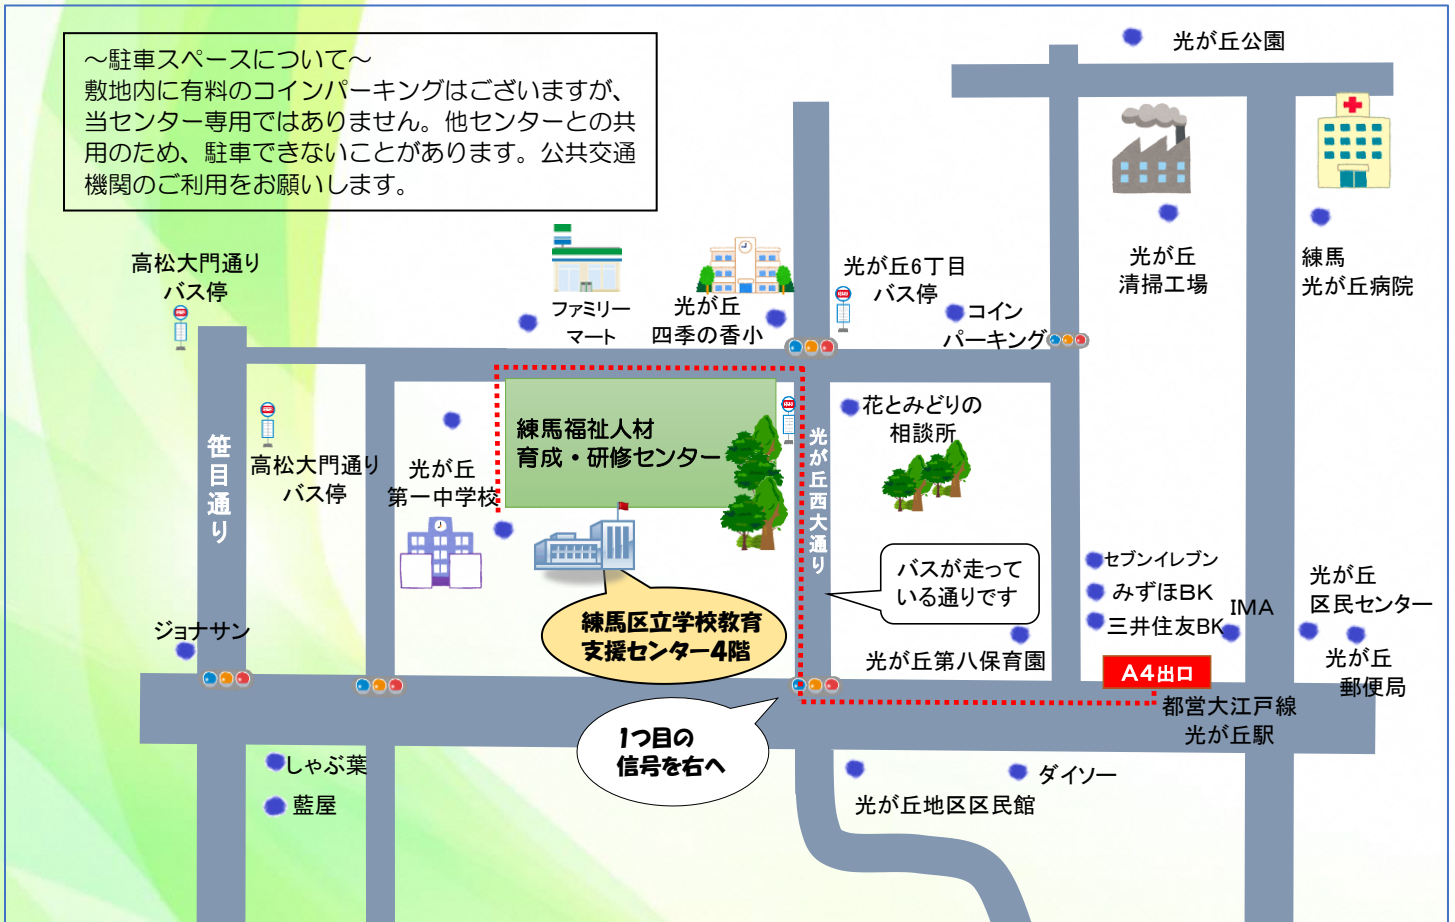 ～駐車スペースについて～
敷地内に有料のコインパーキングはございますが、
当センター専用ではありません。他センターとの共
用のため、駐車できないことがあります。公共交通
機関のご利用をお願いします。
光が丘公園
高松大門通り
バス停
ファミリー
マート
光が丘
四季の香小
光が丘6丁目
バス停
コイン
パーキング
光が丘
清掃工場
練馬
光が丘病院
笹目通り
高松大門通り
バス停
光が丘
第一中学校
練馬福祉人材
育成・研修センター
光が丘西大通り
花とみどりの
相談所
バスが走って
いる通りです
セブンイレブン
みずほBK
三井住友BK
IMA
光が丘
区民センター
光が丘
郵便局
ジョナサン
練馬区立学校教育
支援センター4階
光が丘第八保育園
A4出口
都営大江戸線
光が丘駅
1つ目の
信号を右へ
しゃぶ葉
藍屋
光が丘地区区民館
ダイソー